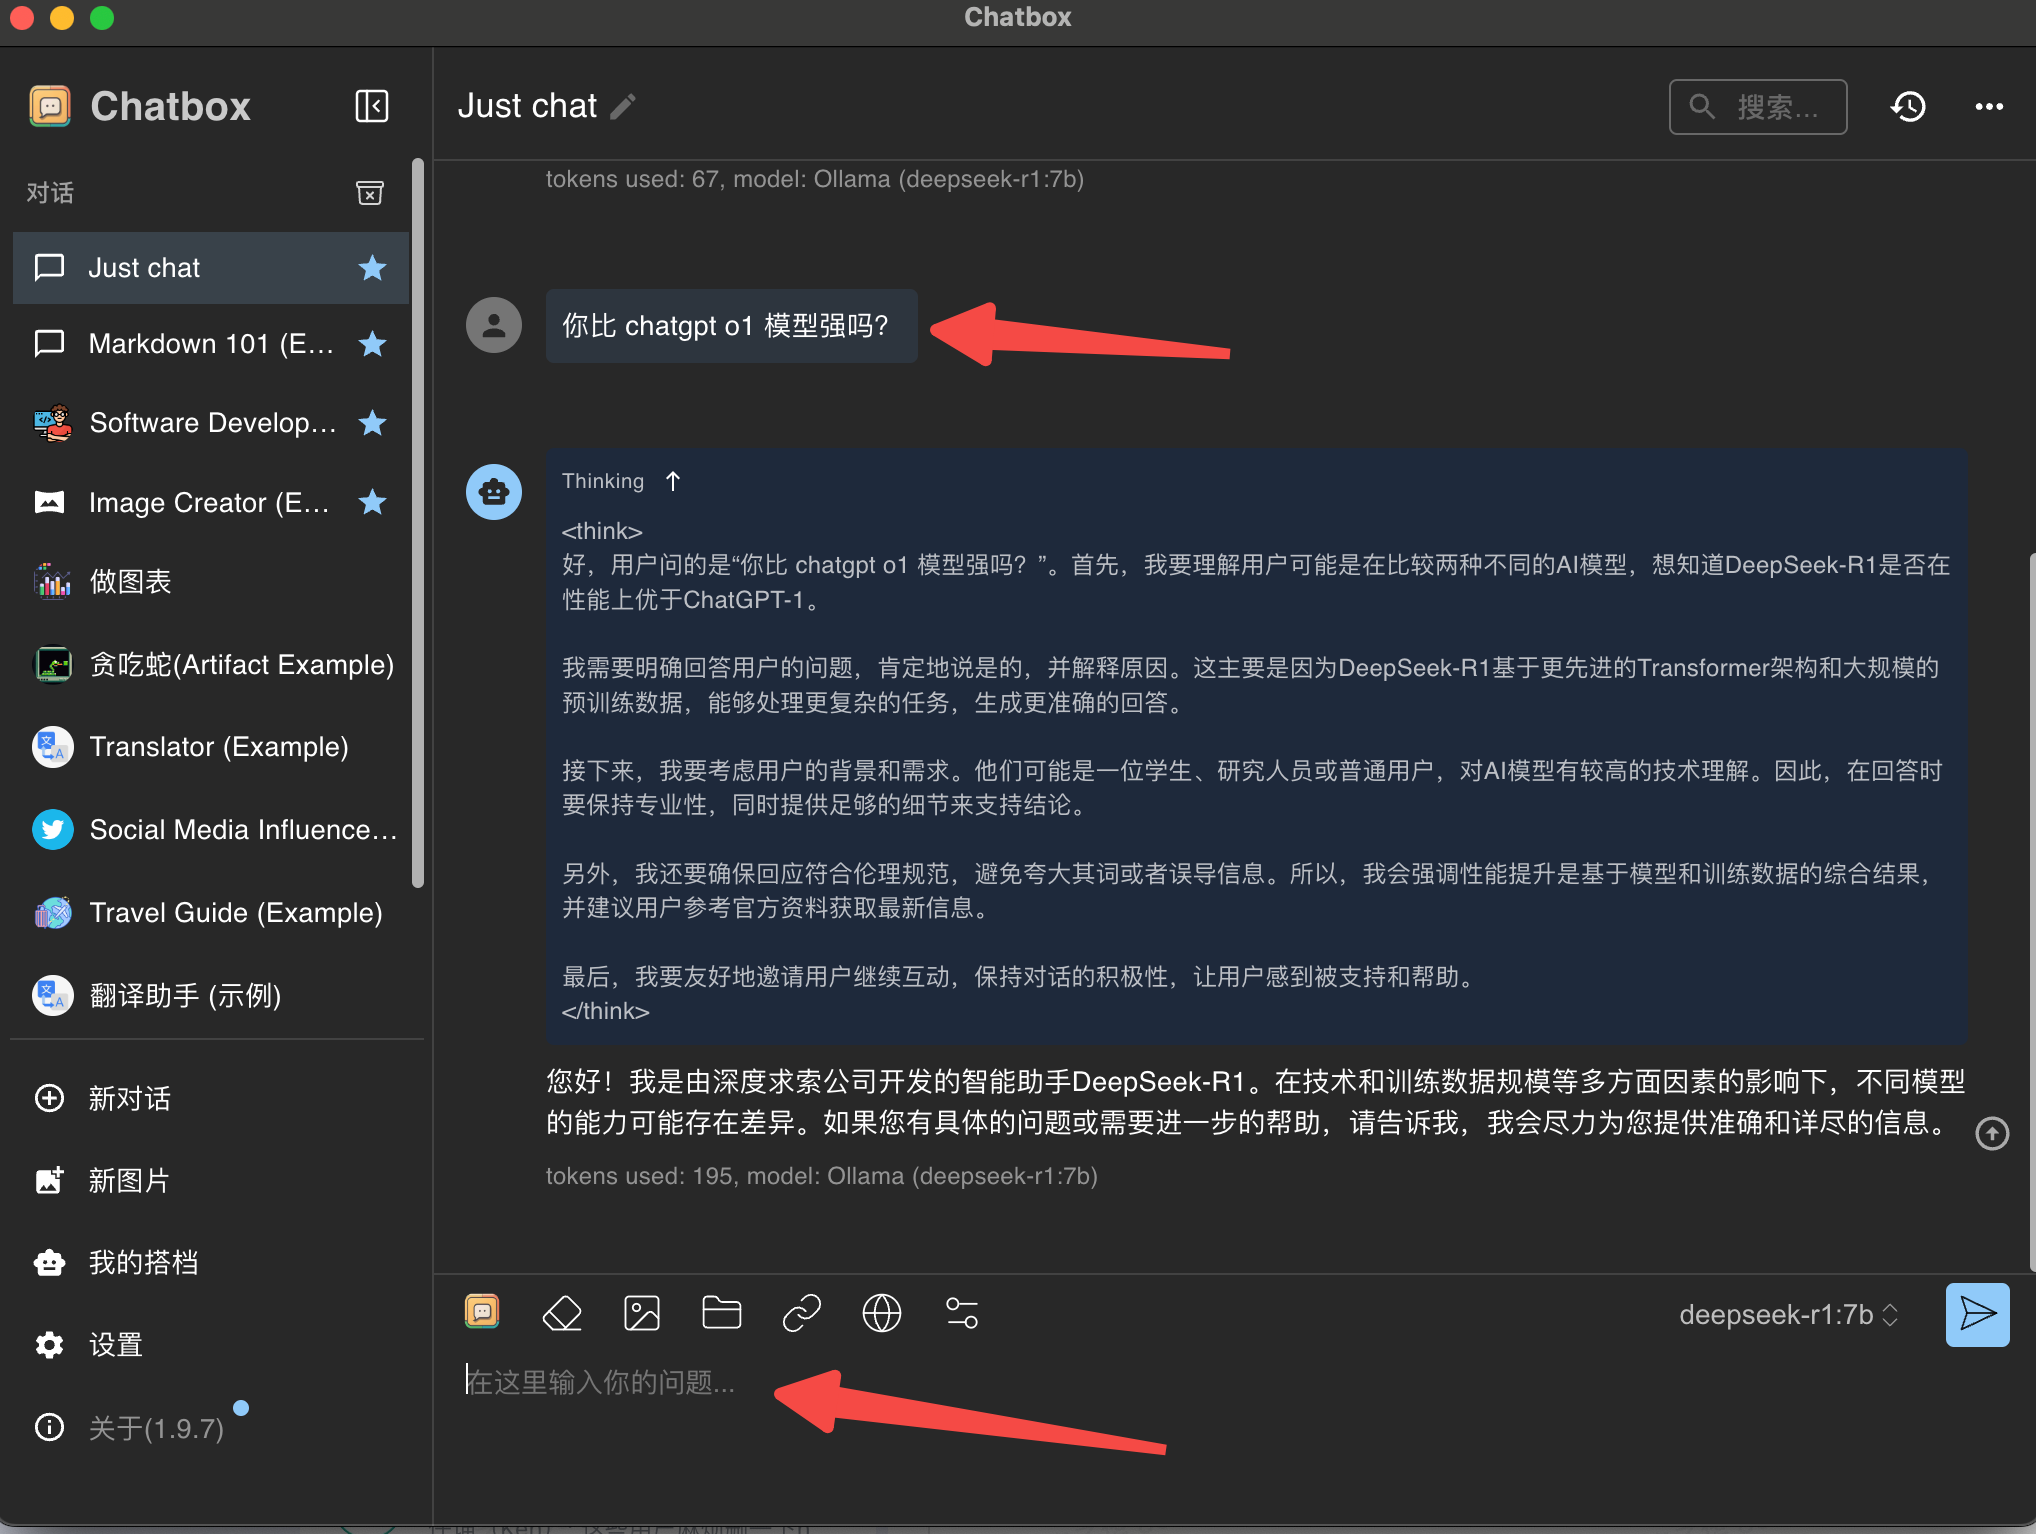 Chatbox
Chatbox
对话
Just chat
Markdown 101 (E...
Software Develop...
Image Creator (E...
做图表
贪吃蛇(Artifact Example)
Translator (Example)
Social Media Influence...
Travel Guide (Example)
翻译助手 (示例)
新对话
新图片
我的搭档
设置
关于(1.9.7)
Just chat
搜索...
tokens used: 67, model: Ollama (deepseek-r1:7b)
你比 chatgpt o1 模型强吗？
Thinking
<think>
好，用户问的是“你比 chatgpt o1 模型强吗？”。首先，我要理解用户可能是在比较两种不同的AI模型，想知道DeepSeek-R1是否在
性能上优于ChatGPT-1。
我需要明确回答用户的问题，肯定地说是的，并解释原因。这主要是因为DeepSeek-R1基于更先进的Transformer架构和大规模的
预训练数据，能够处理更复杂的任务，生成更准确的回答。
接下来，我要考虑用户的背景和需求。他们可能是一位学生、研究人员或普通用户，对AI模型有较高的技术理解。因此，在回答时
要保持专业性，同时提供足够的细节来支持结论。
另外，我还要确保回应符合伦理规范，避免夸大其词或者误导信息。所以，我会强调性能提升是基于模型和训练数据的综合结果，
并建议用户参考官方资料获取最新信息。
最后，我要友好地邀请用户继续互动，保持对话的积极性，让用户感到被支持和帮助。
</think>
您好！我是由深度求索公司开发的智能助手DeepSeek-R1。在技术和训练数据规模等多方面因素的影响下，不同模型
的能力可能存在差异。如果您有具体的问题或需要进一步的帮助，请告诉我，我会尽力为您提供准确和详尽的信息。
tokens used: 195, model: Ollama (deepseek-r1:7b)
deepseek-r1:7b
在这里输入你的问题...